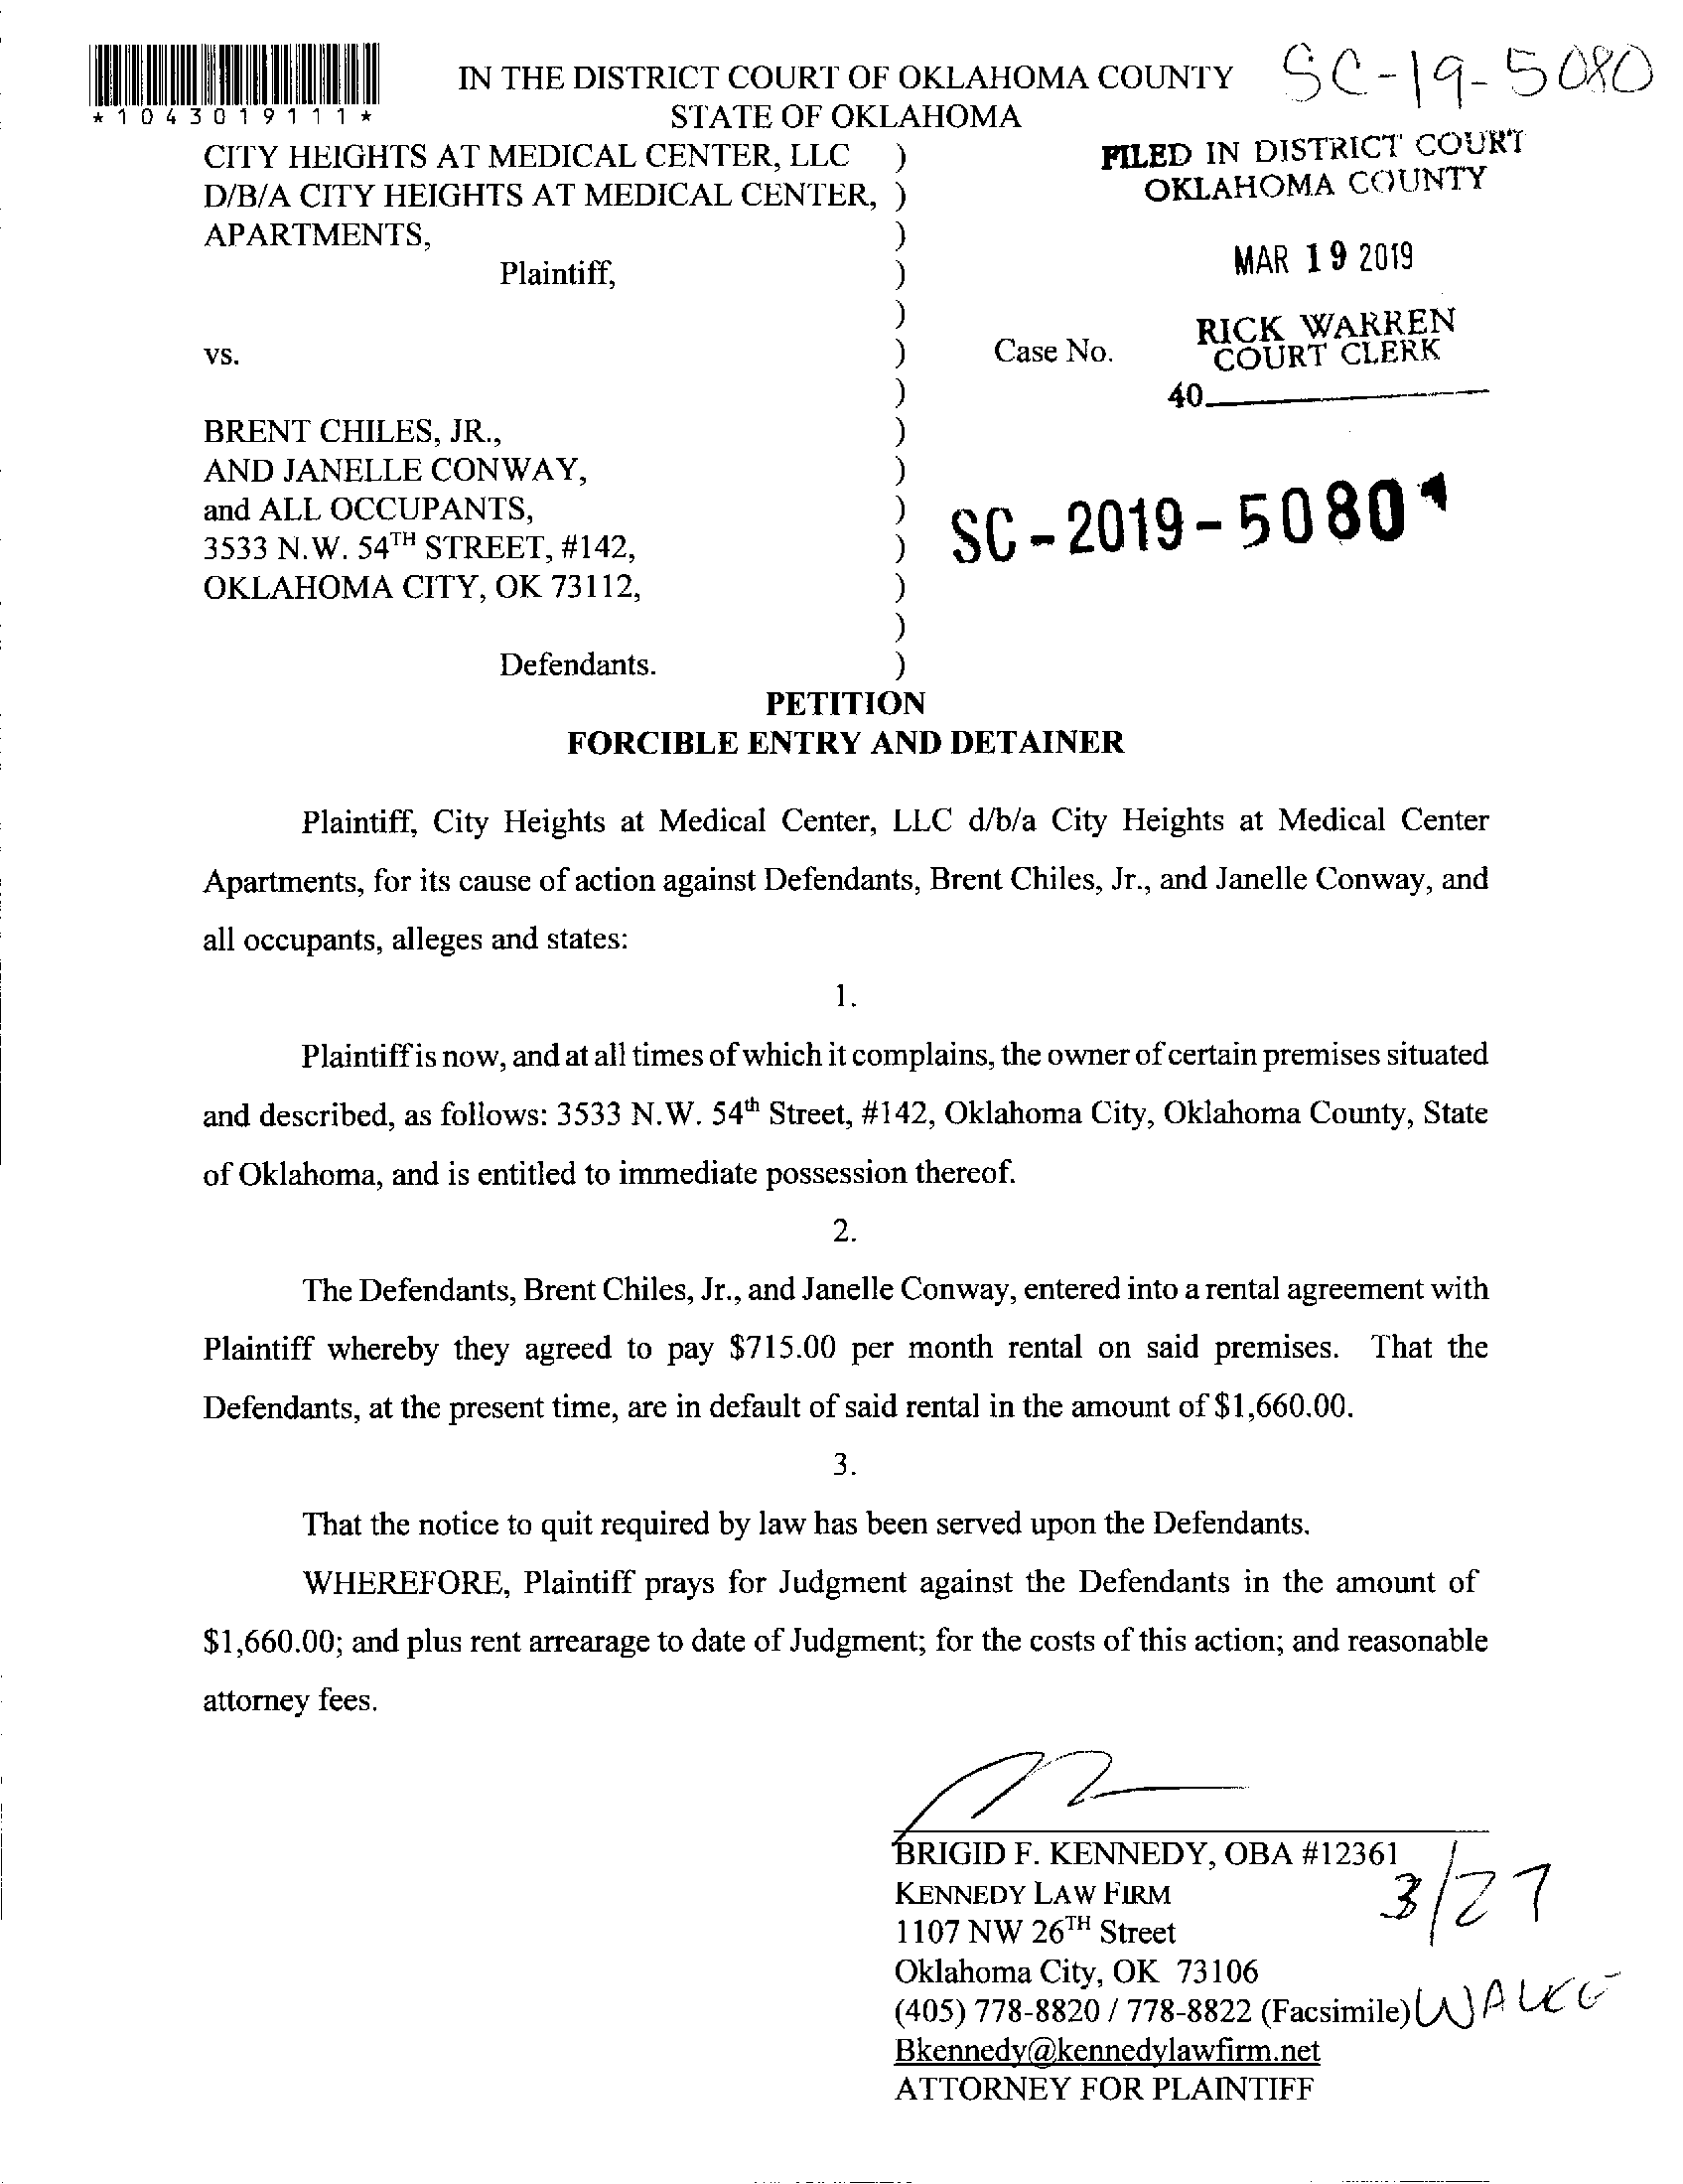 SC-19-5080
IN THE DISTRICT COURT OF OKLAHOMA COUNTY
STATE OF OKLAHOMA
*1043019111*
CITY HEIGHTS AT MEDICAL CENTER, LLC )
D/B/A CITY HEIGHTS AT MEDICAL CENTER, )
APARTMENTS, )
Plaintiff, )
)
vs. ) Case No.
)
BRENT CHILES, JR., )
AND JANELLE CONWAY, )
and ALL OCCUPANTS, )
3533 N.W. 54TH STREET, #142, )
OKLAHOMA CITY, OK 73112, )
)
Defendants. )
FILED IN DISTRICT COURT
OKLAHOMA COUNTY
MAR 19 2019
RICK WARREN
COURT CLERK
40
SC-2019-5080
PETITION
FORCIBLE ENTRY AND DETAINER
Plaintiff, City Heights at Medical Center, LLC d/b/a City Heights at Medical Center
Apartments, for its cause of action against Defendants, Brent Chiles, Jr., and Janelle Conway, and
all occupants, alleges and states:
1.
Plaintiff is now, and at all times of which it complains, the owner of certain premises situated
and described, as follows: 3533 N.W. 54th Street, #142, Oklahoma City, Oklahoma County, State
of Oklahoma, and is entitled to immediate possession thereof.
2.
The Defendants, Brent Chiles, Jr., and Janelle Conway, entered into a rental agreement with
Plaintiff whereby they agreed to pay $715.00 per month rental on said premises. That the
Defendants, at the present time, are in default of said rental in the amount of $1,660.00.
3.
That the notice to quit required by law has been served upon the Defendants.
WHEREFORE, Plaintiff prays for Judgment against the Defendants in the amount of
$1,660.00; and plus rent arrearage to date of Judgment; for the costs of this action; and reasonable
attorney fees.
BRIGID F. KENNEDY, OBA #12361
KENNEDY LAW FIRM
3/27
1107 NW 26TH Street
Oklahoma City, OK 73106
(405) 778-8820 / 778-8822 (Facsimile)
Bkennedy@kennedylawfirm.net
ATTORNEY FOR PLAINTIFF